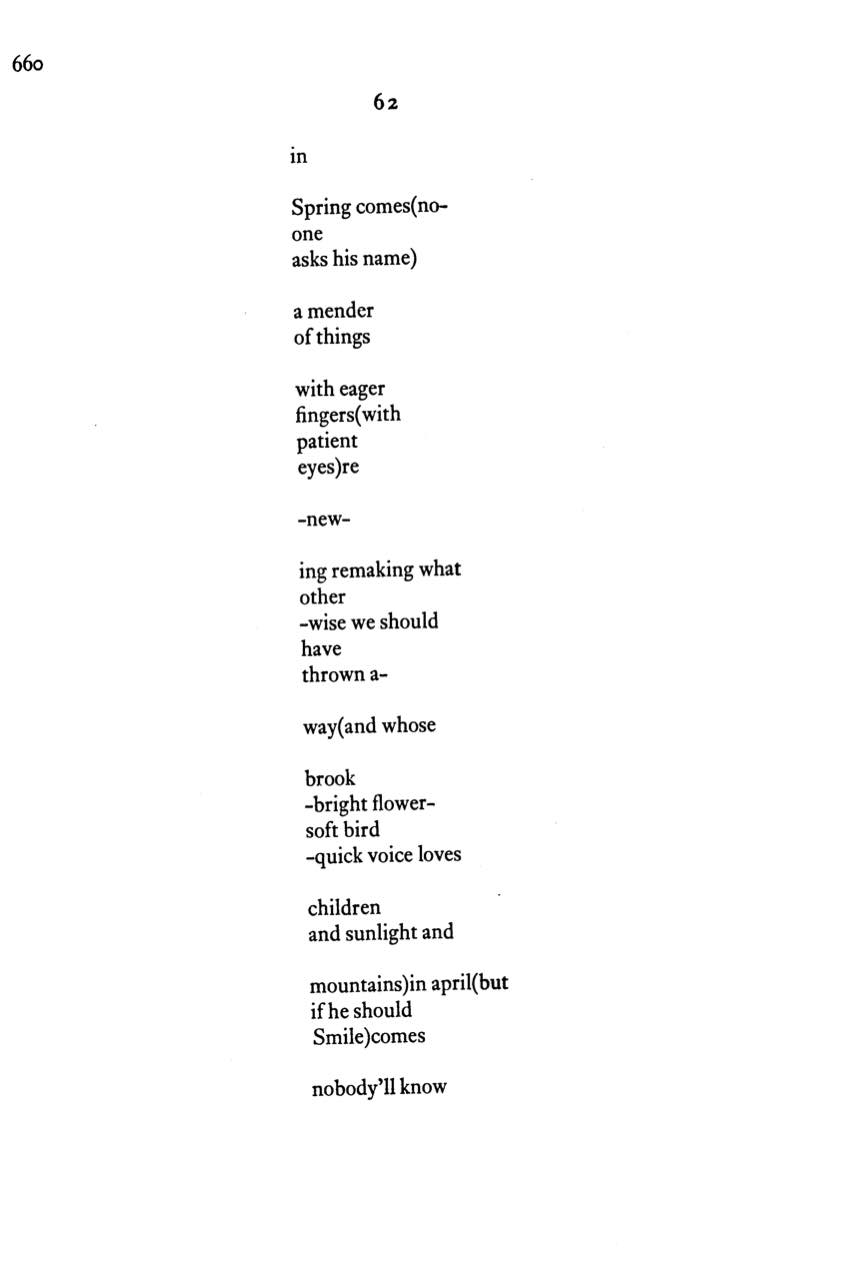 660
62
in
Spring comes(no-
one
asks his name)
a mender
of things
with eager
fingers(with
patient
eyes)re
-new-
ing remaking what
other
-wise we should
have
thrown a-
way(and whose
brook
-bright flower-
soft bird
-quick voice loves
children
and sunlight and
mountains)in april(but
if he should
Smile)comes
nobody'll know